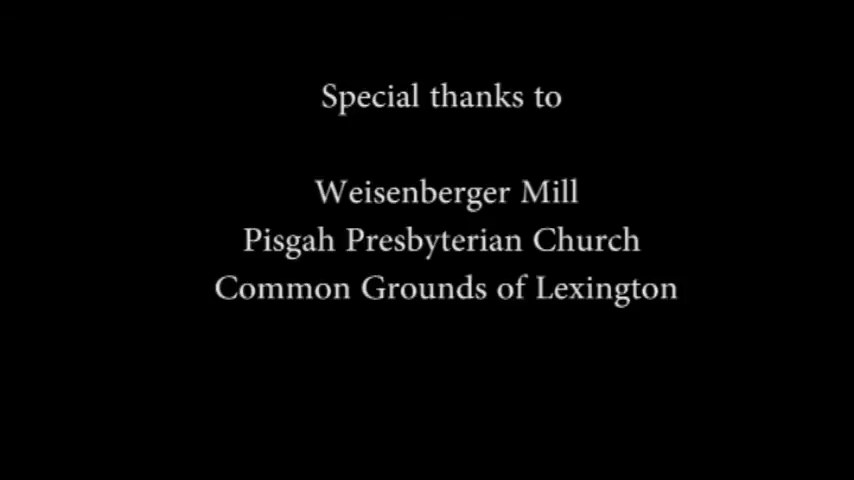 Special thanks to
Weisenberger Mill
Pisgah Presbyterian Church
Common Grounds of Lexington